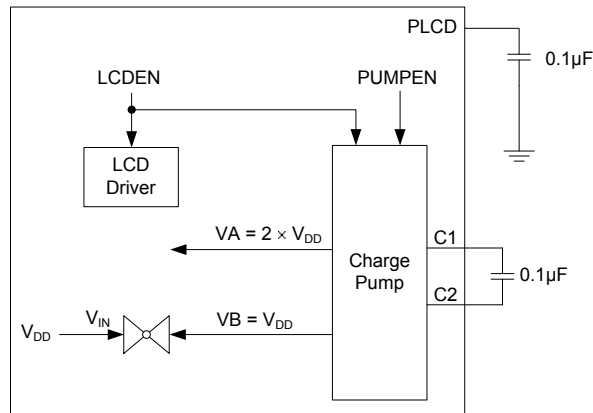 PLCD
0.1µF
LCDEN
PUMPEN
LCD
Driver
VA = 2 × VDD
C1
Charge
Pump
0.1µF
C2
VDD
VIN
VB = VDD